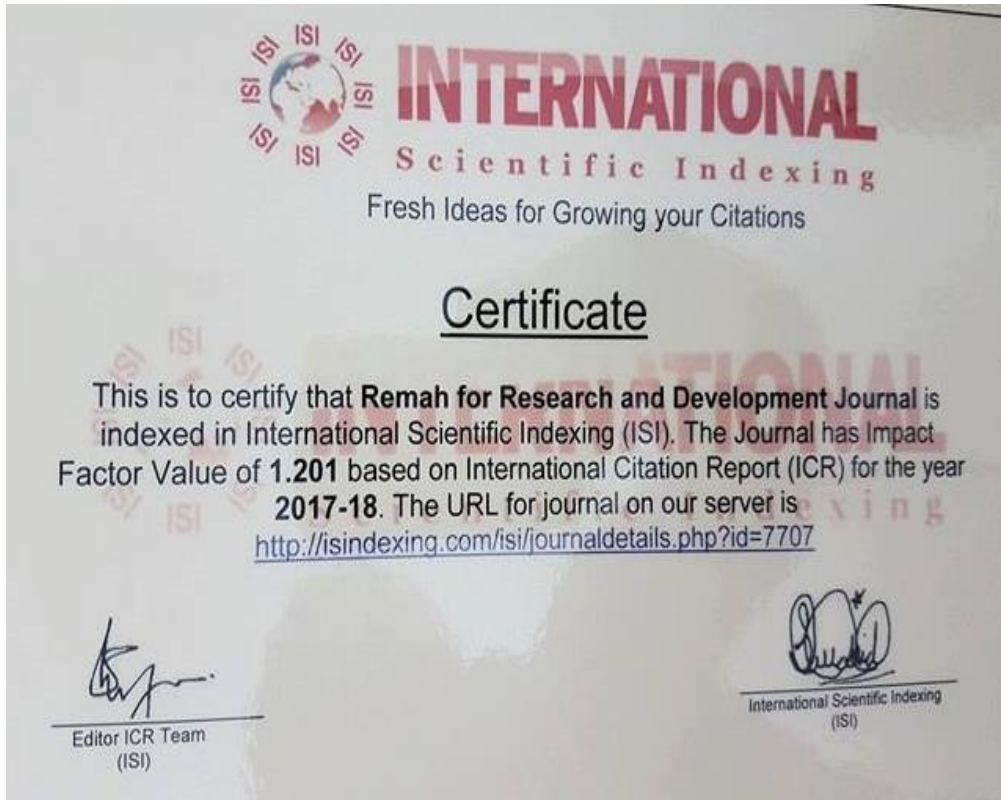 ISI ISI ISI ISI ISI ISI ISI ISI
INTERNATIONAL
Scientific Indexing
Fresh Ideas for Growing your Citations
Certificate
This is to certify that Remah for Research and Development Journal is
indexed in International Scientific Indexing (ISI). The Journal has Impact
Factor Value of 1.201 based on International Citation Report (ICR) for the year
2017-18. The URL for journal on our server is
http://isindexing.com/isi/journaldetails.php?id=7707
Editor ICR Team
(ISI)
International Scientific Indexing
(ISI)